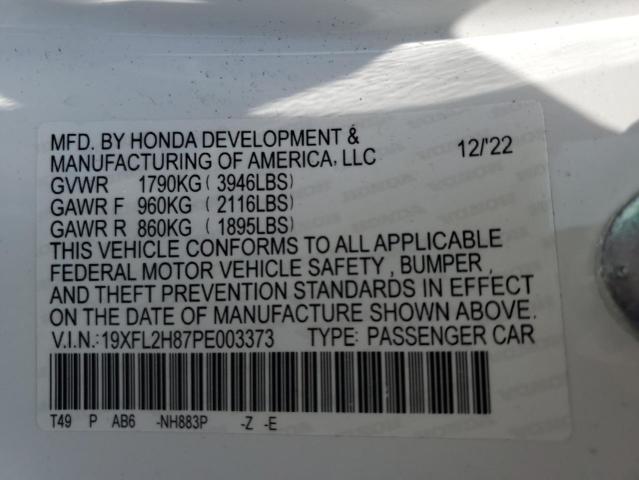 MFD. BY HONDA DEVELOPMENT &
MANUFACTURING OF AMERICA, LLC 12/'22
GVWR 1790KG ( 3946LBS)
GAWR F 960KG ( 2116LBS)
GAWR R 860KG ( 1895LBS)
THIS VEHICLE CONFORMS TO ALL APPLICABLE
FEDERAL MOTOR VEHICLE SAFETY , BUMPER ,
AND THEFT PREVENTION STANDARDS IN EFFECT
ON THE DATE OF MANUFACTURE SHOWN ABOVE.
V.I.N.:19XFL2H87PE003373 TYPE: PASSENGER CAR
T49 P AB6 -NH883P -Z -E